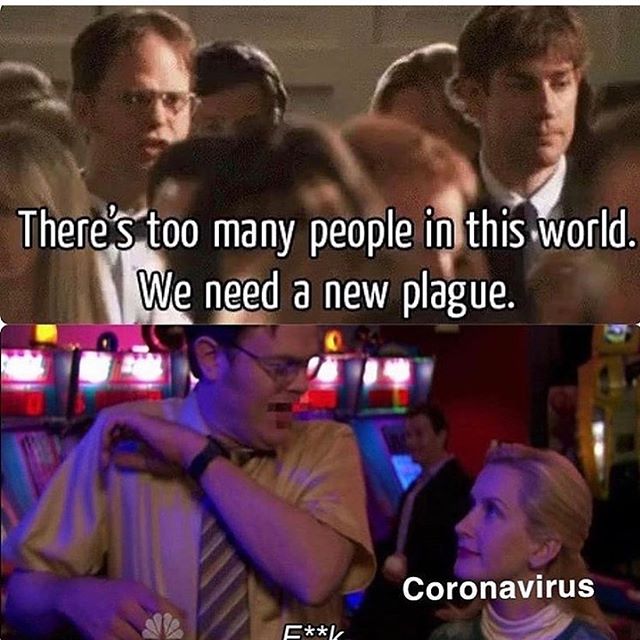 There's too many people in this world.
We need a new plague.
Coronavirus
F**k